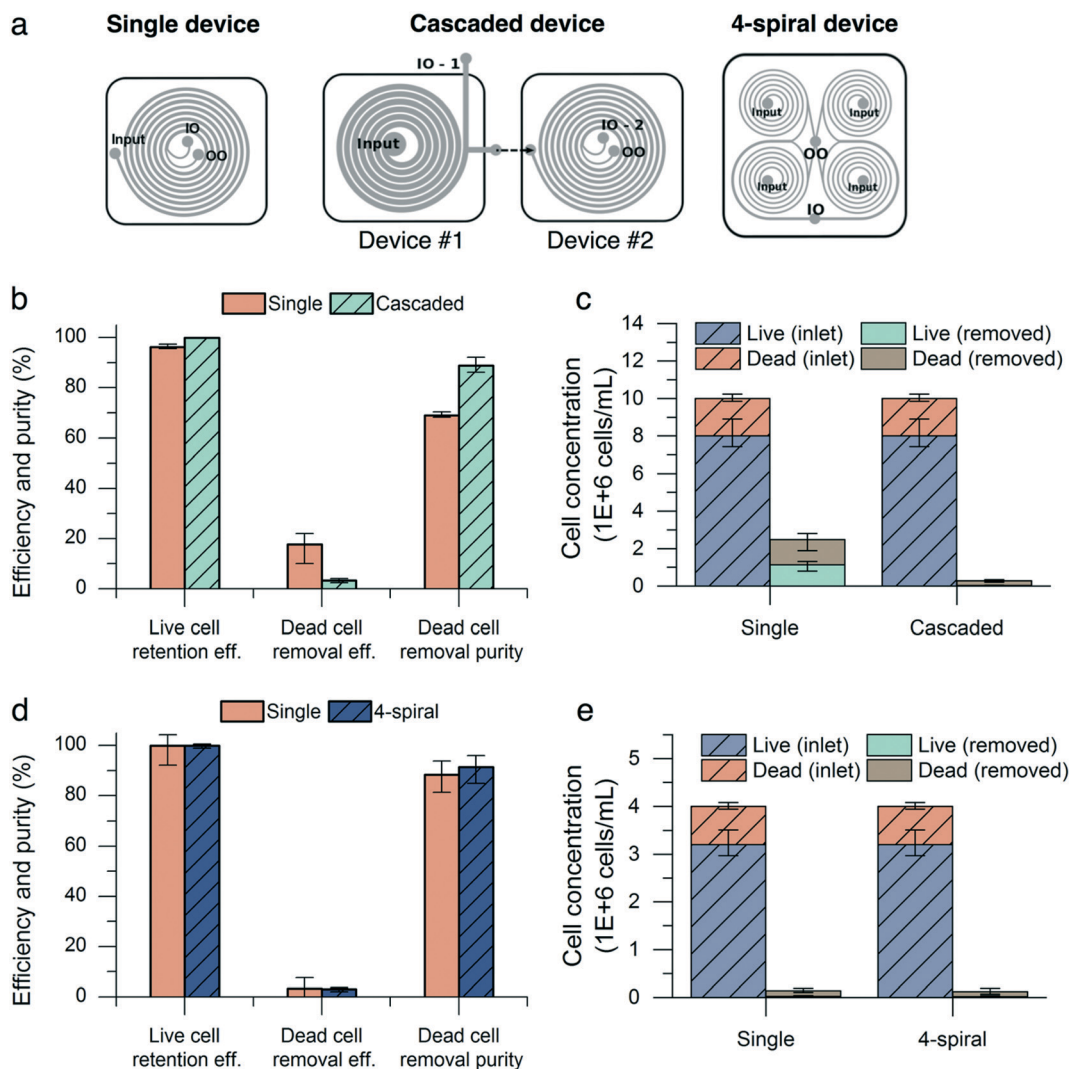 a
Single device
Cascaded device
4-spiral device
Input
IO
OO
IO - 1
Input
IO - 2
OO
Device #1
Device #2
Input
Input
OO
Input
Input
IO
b
Single
Cascaded
Efficiency and purity (%)
100
80
60
40
20
0
Live cell
retention eff.
Dead cell
removal eff.
Dead cell
removal purity
c
Live (inlet)
Live (removed)
Dead (inlet)
Dead (removed)
Cell concentration
(1E+6 cells/mL)
14
12
10
8
6
4
2
0
Single
Cascaded
d
Single
4-spiral
Efficiency and purity (%)
100
80
60
40
20
0
Live cell
retention eff.
Dead cell
removal eff.
Dead cell
removal purity
e
Live (inlet)
Live (removed)
Dead (inlet)
Dead (removed)
Cell concentration
(1E+6 cells/mL)
5
4
3
2
1
0
Single
4-spiral